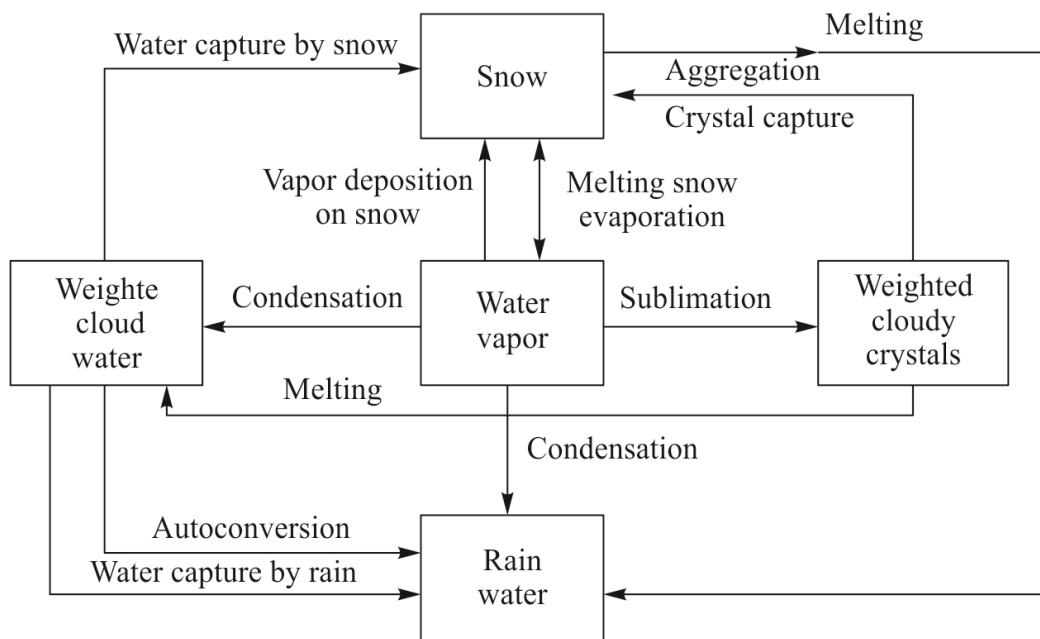 Water capture by snow
Melting
Snow
Aggregation
Crystal capture
Vapor deposition
on snow
Melting snow
evaporation
Weighte
cloud
water
Condensation
Water
vapor
Sublimation
Weighted
cloudy
crystals
Melting
Condensation
Autoconversion
Water capture by rain
Rain
water